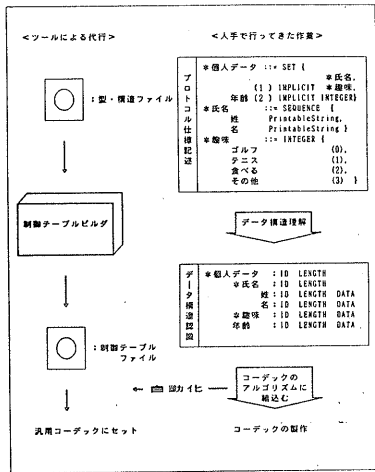 <ツールによる代行>
:型・構造ファイル
制御テーブルビルダ
:制御テーブル
ファイル
汎用コーデックにセット
<人手で行ってきた作業>
プロトコル仕様記述
*個人データ ::= SET {
*氏名,
(1) IMPLICIT *趣味,
年齢 (2) IMPLICIT INTEGER}
*氏名 ::= SEQUENCE {
姓 PrintableString,
名 PrintableString }
*趣味 ::= INTEGER {
ゴルフ (0),
テニス (1),
食べる (2),
その他 (3) }
データ構造理解
データ構造認識
*個人データ :ID LENGTH
*氏名 :ID LENGTH
姓 :ID LENGTH DATA
名 :ID LENGTH DATA
*趣味 :ID LENGTH DATA
年齢 :ID LENGTH DATA
コーデックの
アルゴリズムに
組込む
← 自動化 ←
コーデックの製作